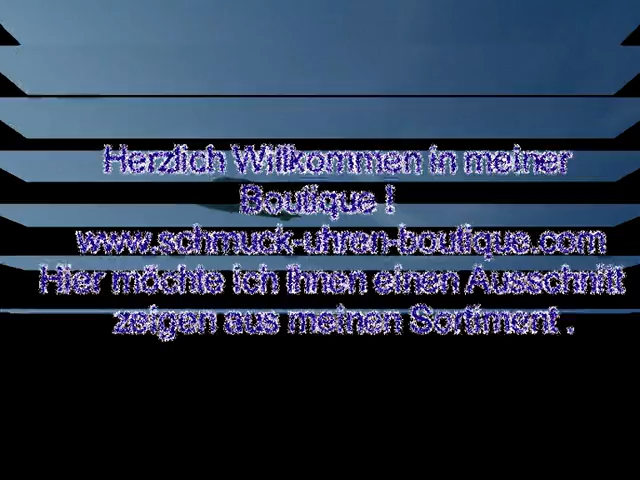 Herzlich Willkommen in meiner
Boutique !
www.schmuck-uhren-boutique.com
Hier möchte ich Ihnen einen Ausschnitt
zeigen aus meinen Sortiment .